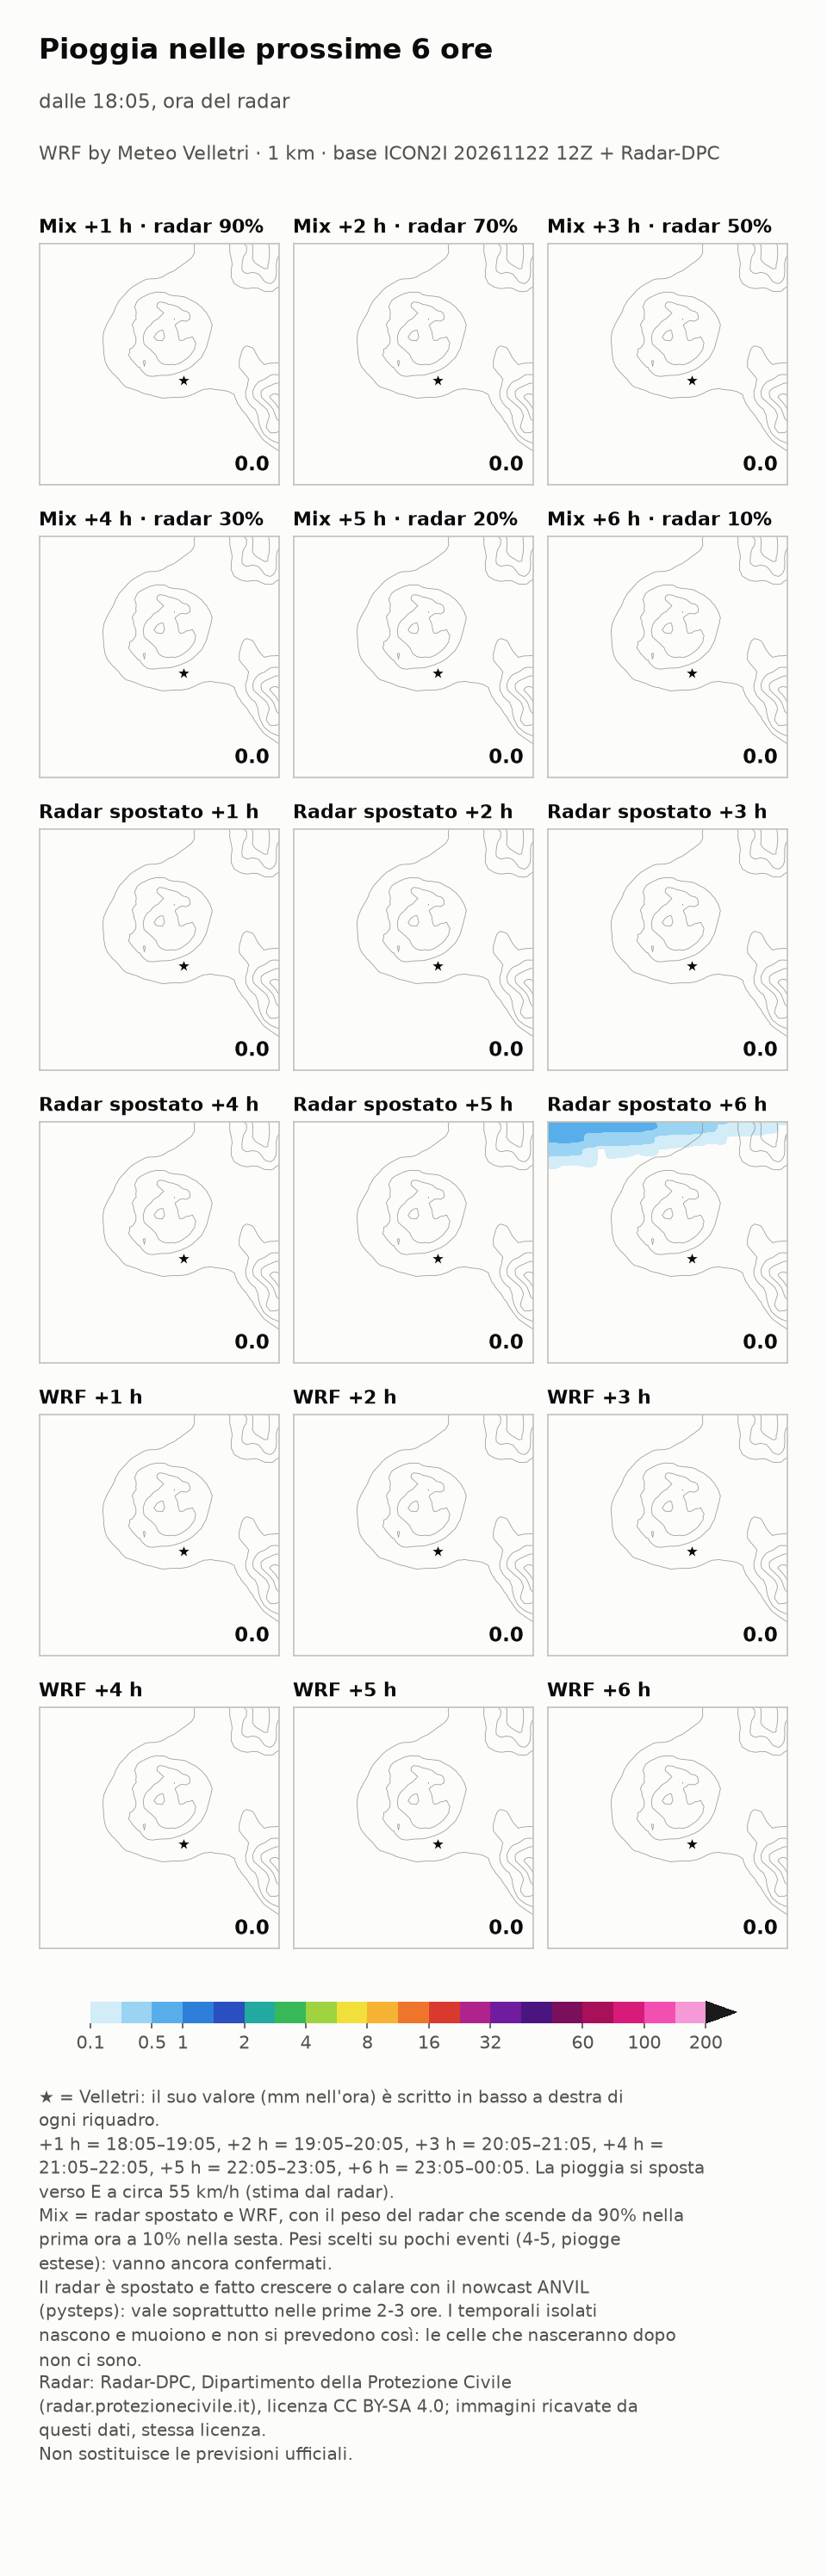 Pioggia nelle prossime 6 ore
dalle 18:05, ora del radar
WRF by Meteo Velletri · 1 km · base ICON2I 20261122 12Z + Radar-DPC
Mix +1 h · radar 90%
Mix +2 h · radar 70%
Mix +3 h · radar 50%
0.0
0.0
0.0
Mix +4 h · radar 30%
Mix +5 h · radar 20%
Mix +6 h · radar 10%
0.0
0.0
0.0
Radar spostato +1 h
Radar spostato +2 h
Radar spostato +3 h
0.0
0.0
0.0
Radar spostato +4 h
Radar spostato +5 h
Radar spostato +6 h
0.0
0.0
0.0
WRF +1 h
WRF +2 h
WRF +3 h
0.0
0.0
0.0
WRF +4 h
WRF +5 h
WRF +6 h
0.0
0.0
0.0
0.1 0.5 1 2 4 8 16 32 60 100 200
★ = Velletri: il suo valore (mm nell'ora) è scritto in basso a destra di
ogni riquadro.
+1 h = 18:05–19:05, +2 h = 19:05–20:05, +3 h = 20:05–21:05, +4 h =
21:05–22:05, +5 h = 22:05–23:05, +6 h = 23:05–00:05. La pioggia si sposta
verso E a circa 55 km/h (stima dal radar).
Mix = radar spostato e WRF, con il peso del radar che scende da 90% nella
prima ora a 10% nella sesta. Pesi scelti su pochi eventi (4-5, piogge
estese): vanno ancora confermati.
Il radar è spostato e fatto crescere o calare con il nowcast ANVIL
(pysteps): vale soprattutto nelle prime 2-3 ore. I temporali isolati
nascono e muoiono e non si prevedono così: le celle che nasceranno dopo
non ci sono.
Radar: Radar-DPC, Dipartimento della Protezione Civile
(radar.protezionecivile.it), licenza CC BY-SA 4.0; immagini ricavate da
questi dati, stessa licenza.
Non sostituisce le previsioni ufficiali.